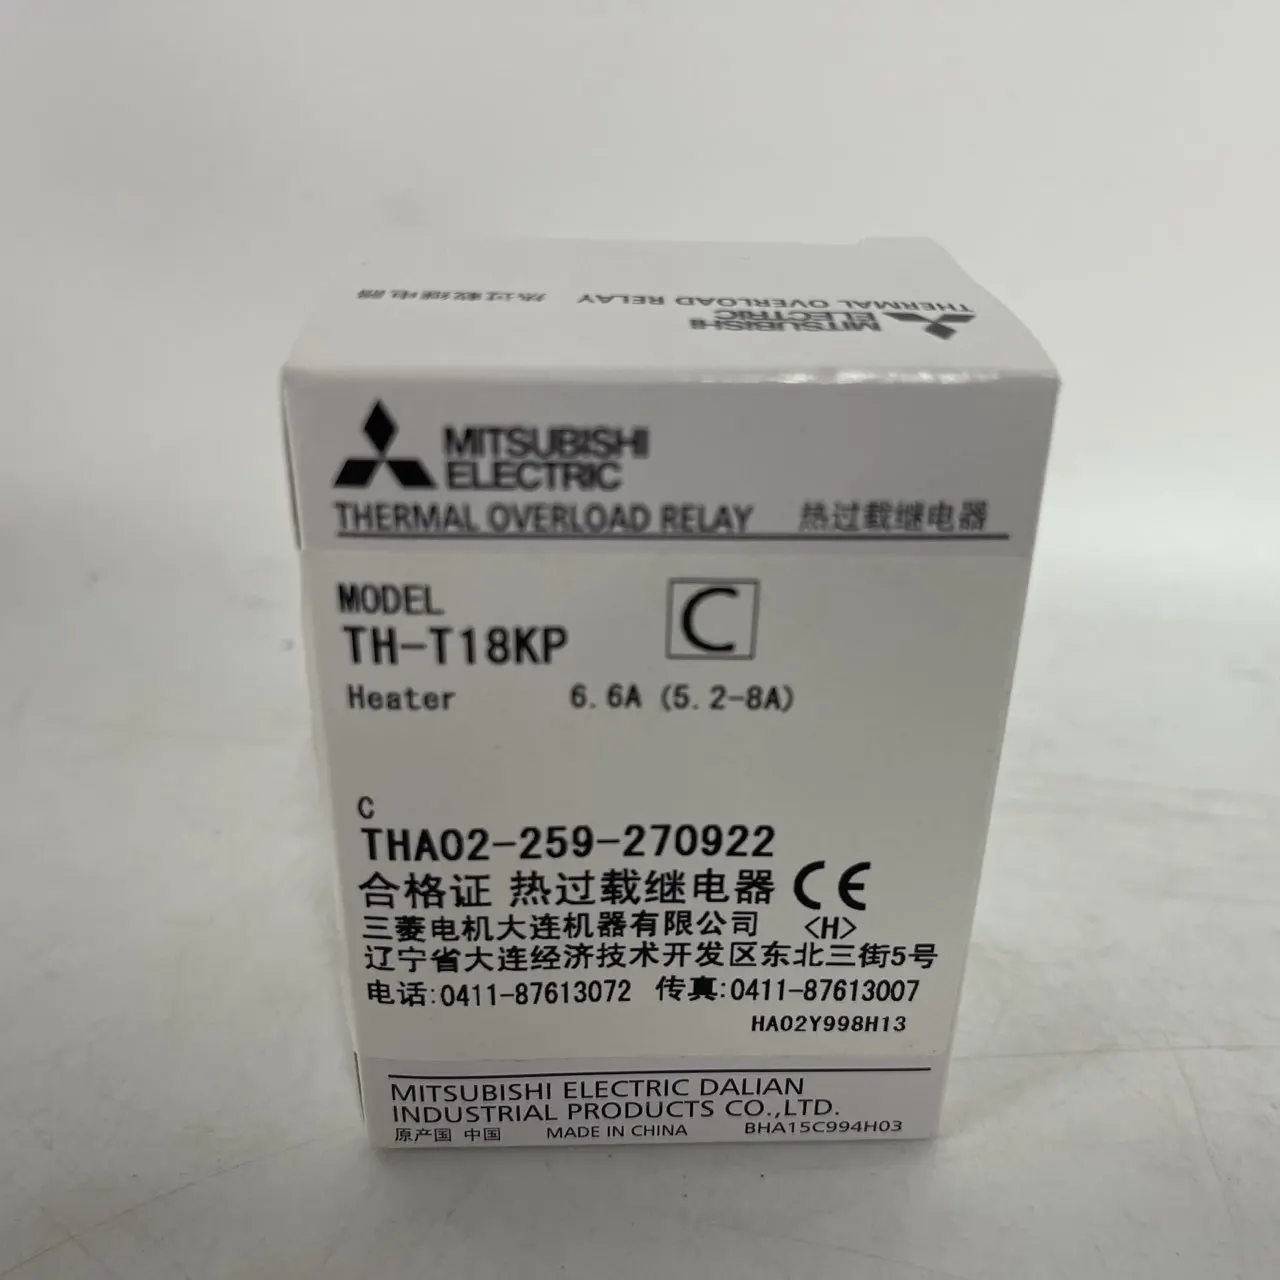 热过载继电器 THERMAL OVERLOAD RELAY
MITSUBISHI
ELECTRIC
MITSUBISHI
ELECTRIC
THERMAL OVERLOAD RELAY 热过载继电器
MODEL
C
TH-T18KP
Heater 6.6A (5.2-8A)
C
THA02-259-270922
合格证 热过载继电器 CE
三菱电机大连机器有限公司 <H>
辽宁省大连经济技术开发区东北三街5号
电话:0411-87613072 传真:0411-87613007
HA02Y998H13
MITSUBISHI ELECTRIC DALIAN
INDUSTRIAL PRODUCTS CO.,LTD.
原产国 中国 MADE IN CHINA BHA15C994H03